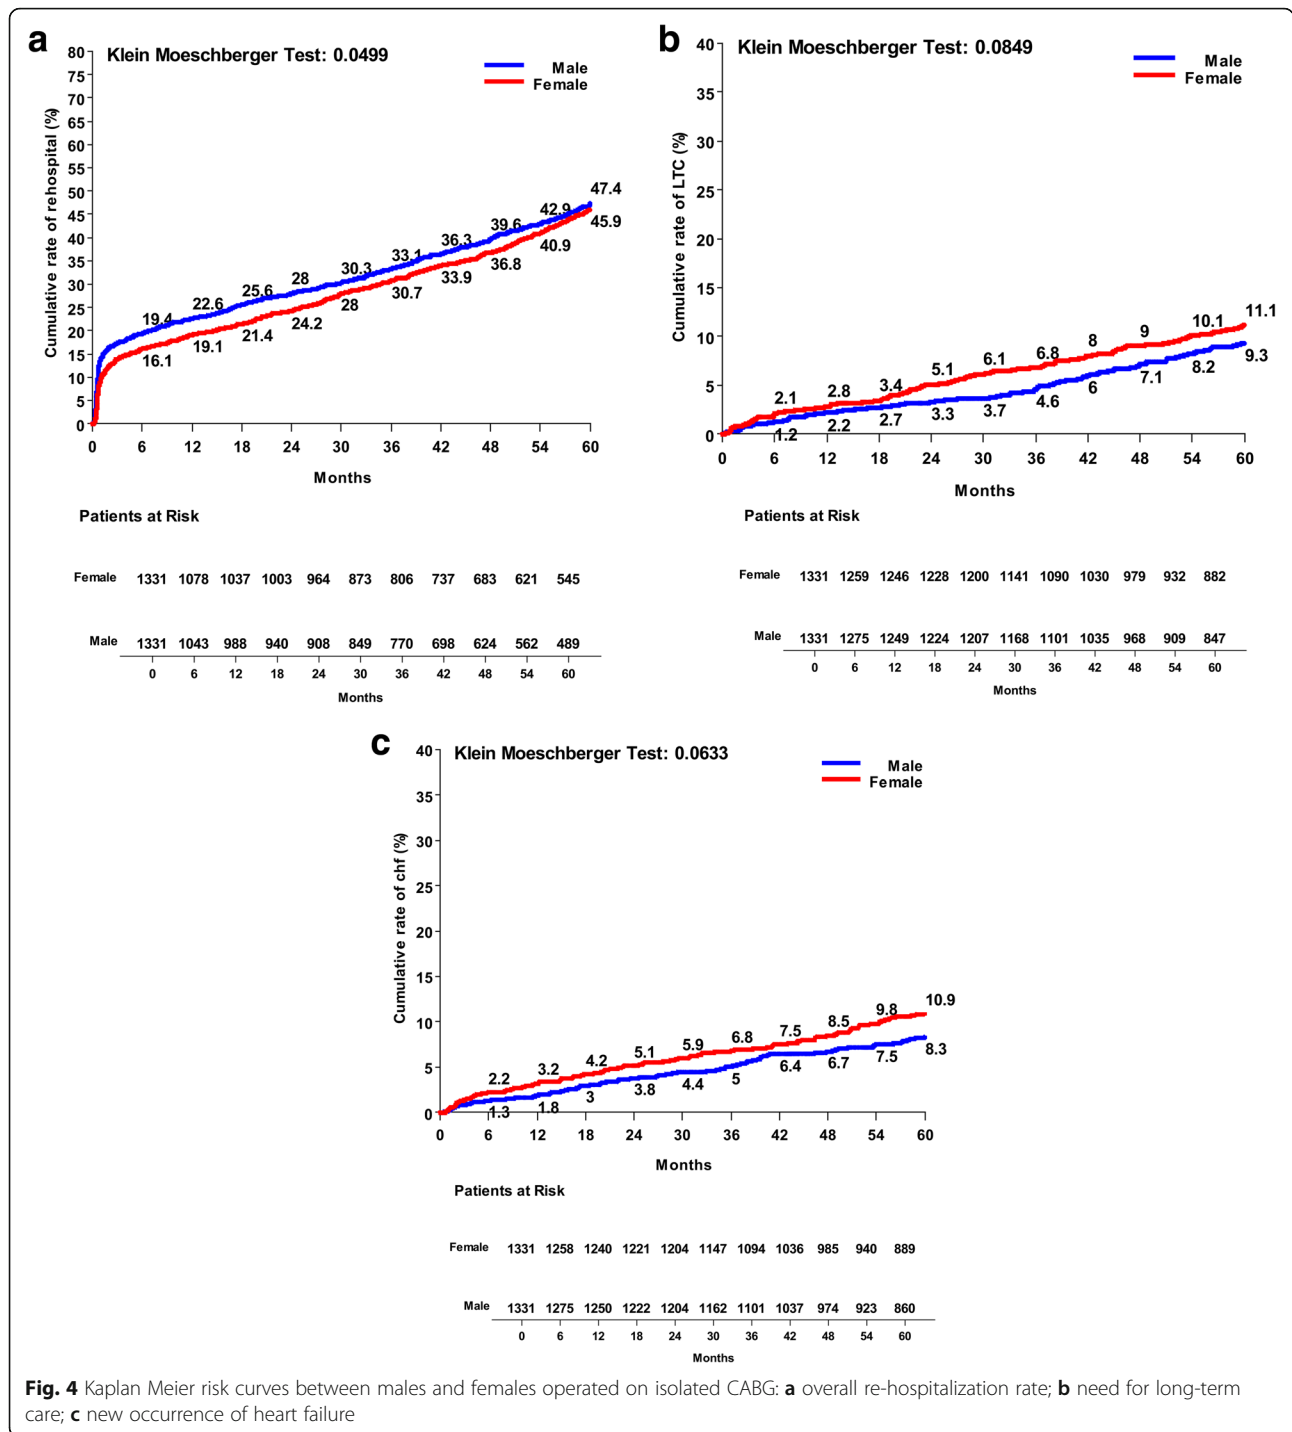 a
Klein Moeschberger Test: 0.0499
Male
Female
Cumulative rate of rehospital (%)
80
75
70
65
60
55
50
45
40
35
30
25
20
15
10
5
0
19.4 22.6 25.6 28 30.3 33.1 36.3 39.6 42.9 47.4
16.1 19.1 21.4 24.2 28 30.7 33.9 36.8 40.9 45.9
0 6 12 18 24 30 36 42 48 54 60
Months
Patients at Risk
Female 1331 1078 1037 1003 964 873 806 737 683 621 545
Male 1331 1043 988 940 908 849 770 698 624 562 489
0 6 12 18 24 30 36 42 48 54 60
Months
b
Klein Moeschberger Test: 0.0849
Male
Female
Cumulative rate of LTC (%)
40
35
30
25
20
15
10
5
0
2.1 2.8 3.4 5.1 6.1 6.8 8 9 10.1 11.1
1.2 2.2 2.7 3.3 3.7 4.6 6 7.1 8.2 9.3
0 6 12 18 24 30 36 42 48 54 60
Months
Patients at Risk
Female 1331 1259 1246 1228 1200 1141 1090 1030 979 932 882
Male 1331 1275 1249 1224 1207 1168 1101 1035 968 909 847
0 6 12 18 24 30 36 42 48 54 60
Months
c
Klein Moeschberger Test: 0.0633
Male
Female
Cumulative rate of chf (%)
40
35
30
25
20
15
10
5
0
2.2 3.2 4.2 5.1 5.9 6.8 7.5 8.5 9.8 10.9
1.3 1.8 3 3.8 4.4 5 6.4 6.7 7.5 8.3
0 6 12 18 24 30 36 42 48 54 60
Months
Patients at Risk
Female 1331 1258 1240 1221 1204 1147 1094 1036 985 940 889
Male 1331 1275 1250 1222 1204 1162 1101 1037 974 923 860
0 6 12 18 24 30 36 42 48 54 60
Months
Fig. 4 Kaplan Meier risk curves between males and females operated on isolated CABG: a overall re-hospitalization rate; b need for long-term
care; c new occurrence of heart failure